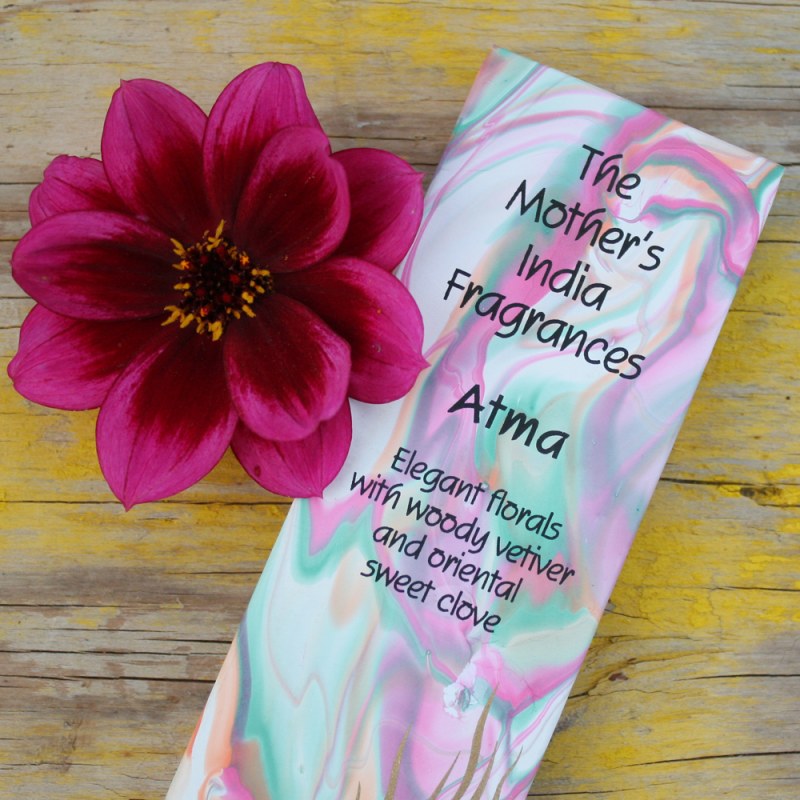 The
Mother's
India
Fragrances
Atma
Elegant florals
with woody vetiver
and oriental
sweet clove